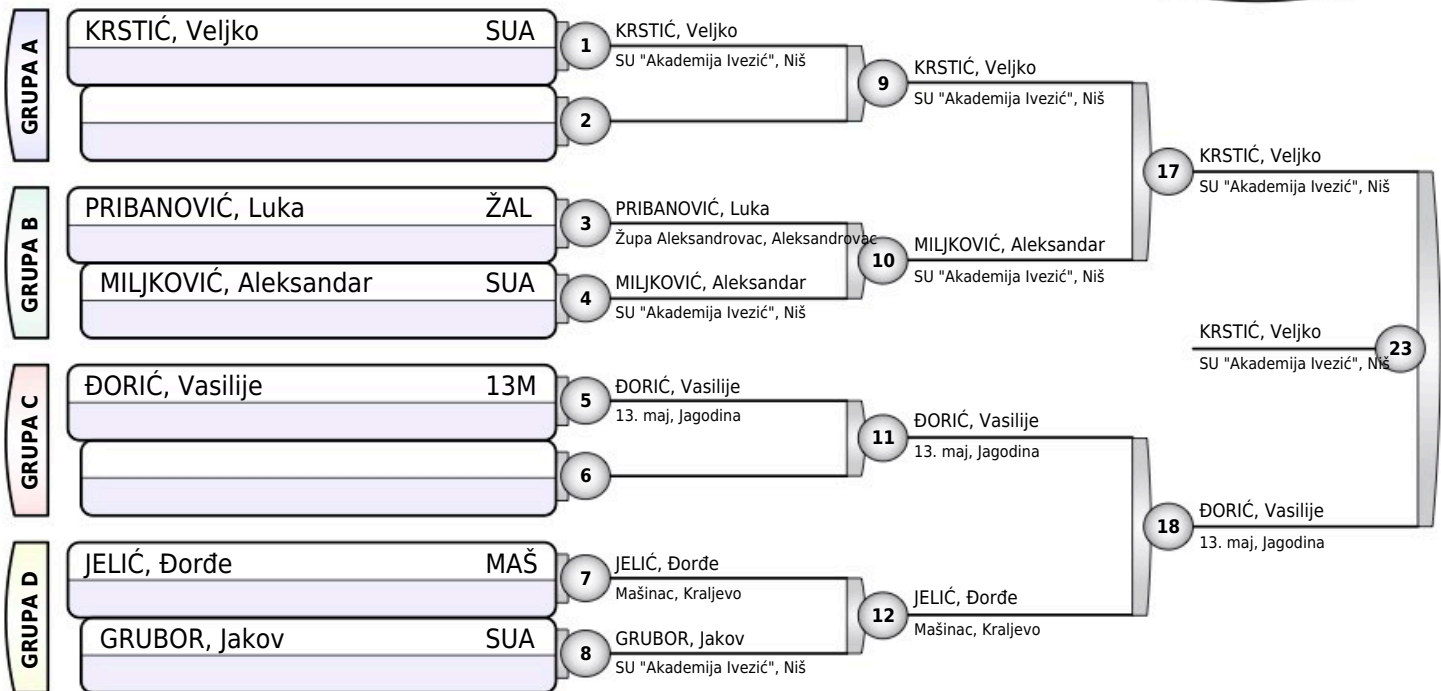 GRUPA A
KRSTIĆ, Veljko SUA
1
KRSTIĆ, Veljko
SU "Akademija Ivezić", Niš
2
9
KRSTIĆ, Veljko
SU "Akademija Ivezić", Niš
GRUPA B
PRIBANOVIĆ, Luka ŽAL
3
PRIBANOVIĆ, Luka
Župa Aleksandrovac, Aleksandrovac
MILJKOVIĆ, Aleksandar SUA
4
MILJKOVIĆ, Aleksandar
SU "Akademija Ivezić", Niš
10
MILJKOVIĆ, Aleksandar
SU "Akademija Ivezić", Niš
17
KRSTIĆ, Veljko
SU "Akademija Ivezić", Niš
GRUPA C
ĐORIĆ, Vasilije 13M
5
ĐORIĆ, Vasilije
13. maj, Jagodina
6
11
ĐORIĆ, Vasilije
13. maj, Jagodina
GRUPA D
JELIĆ, Đorđe MAŠ
7
JELIĆ, Đorđe
Mašinac, Kraljevo
GRUBOR, Jakov SUA
8
GRUBOR, Jakov
SU "Akademija Ivezić", Niš
12
JELIĆ, Đorđe
Mašinac, Kraljevo
18
ĐORIĆ, Vasilije
13. maj, Jagodina
KRSTIĆ, Veljko
SU "Akademija Ivezić", Niš
23